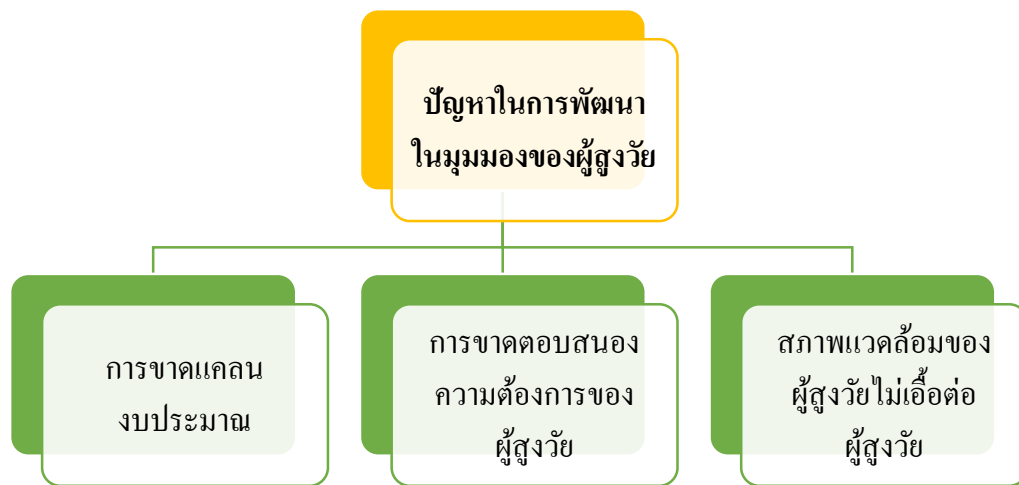 ปัญหาในการพัฒนา
ในมุมมองของผู้สูงวัย
การขาดแคลน
งบประมาณ
การขาดตอบสนอง
ความต้องการของ
ผู้สูงวัย
สภาพแวดล้อมของ
ผู้สูงวัยไม่เอื้อต่อ
ผู้สูงวัย